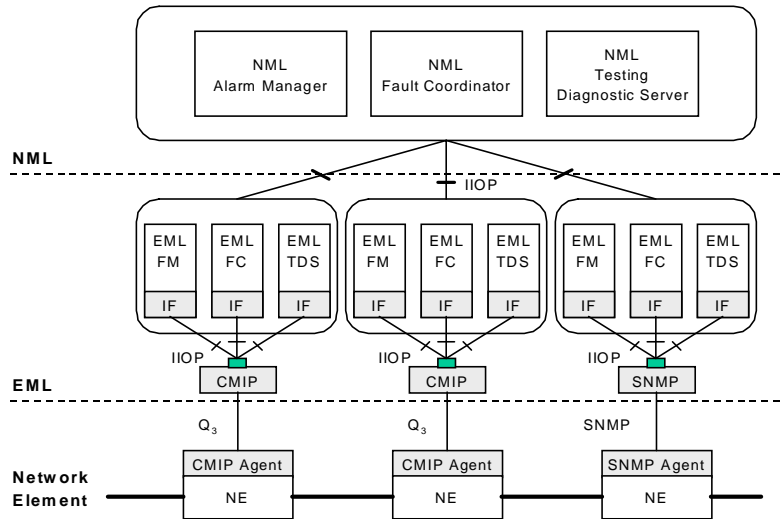 NML
Alarm Manager
NML
Fault Coordinator
NML
Testing
Diagnostic Server
NML
IIOP
EML
FM
EML
FC
EML
TDS
EML
FM
EML
FC
EML
TDS
EML
FM
EML
FC
EML
TDS
IF
IF
IF
IF
IF
IF
IF
IF
IF
IIOP
IIOP
IIOP
CMIP
CMIP
SNMP
EML
Q3
Q3
SNMP
CMIP Agent
CMIP Agent
SNMP Agent
Network
Element
NE
NE
NE